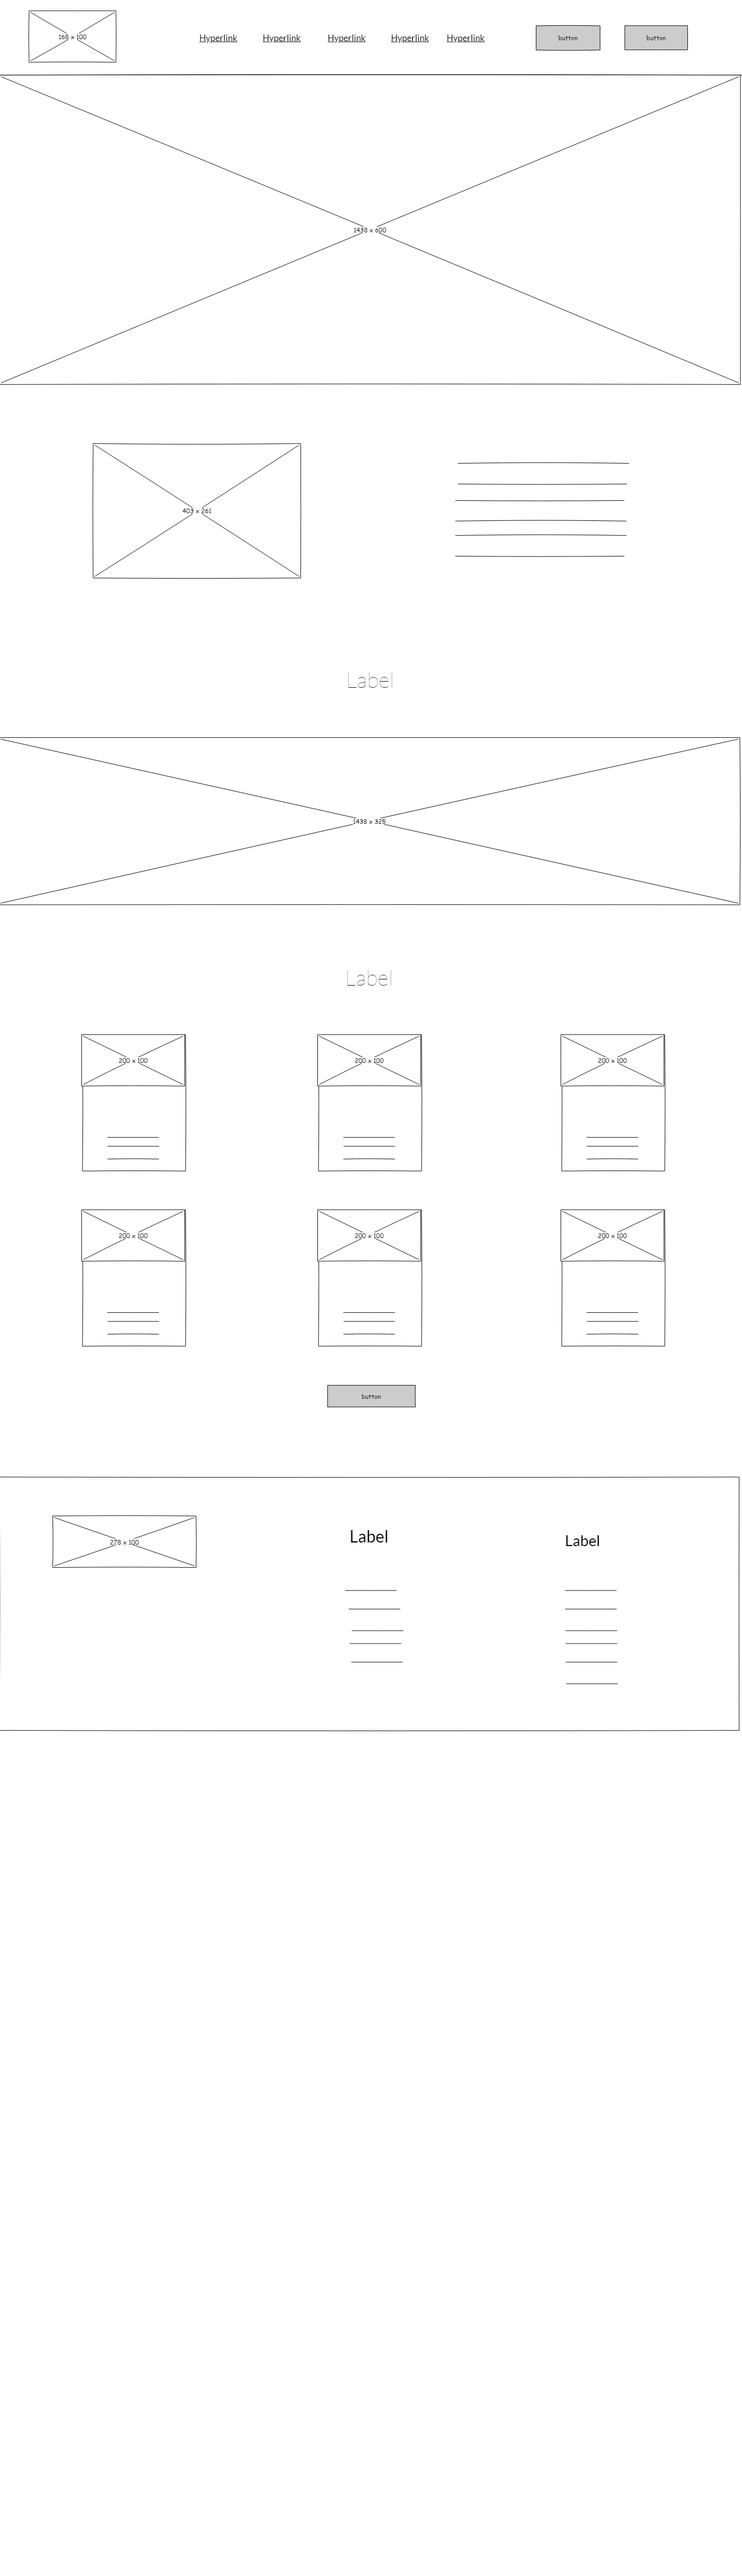 168 x 100
Hyperlink Hyperlink Hyperlink Hyperlink Hyperlink button button
1438 x 600
403 x 261
Label
1438 x 325
Label
200 x 100 200 x 100 200 x 100
200 x 100 200 x 100 200 x 100
button
278 x 100
Label Label